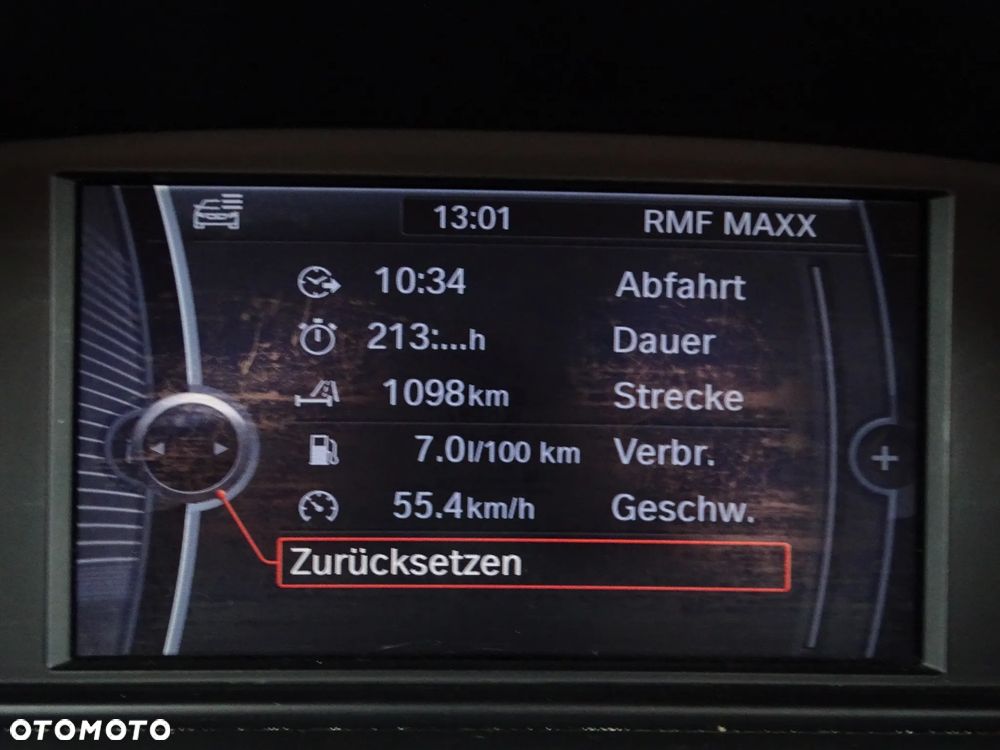 13:01 RMF MAXX
10:34 Abfahrt
213:...h Dauer
1098km Strecke
7.0l/100 km Verbr.
55.4km/h Geschw.
Zurücksetzen
OTOMOTO